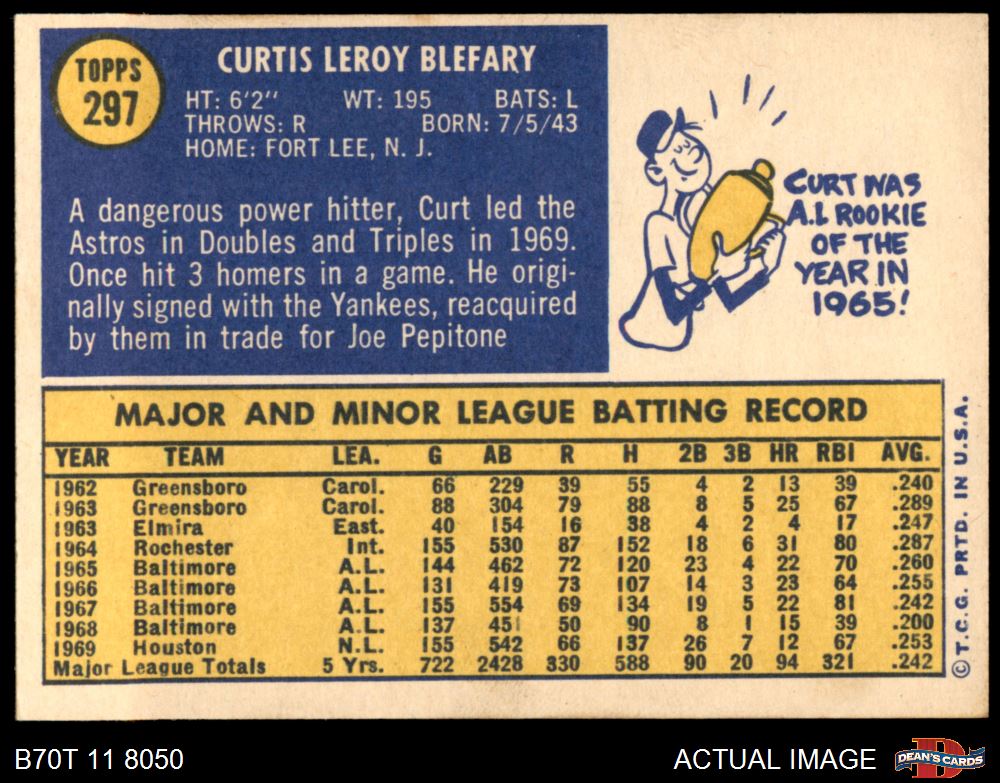 TOPPS
297
CURTIS LEROY BLEFARY
HT: 6'2" WT: 195 BATS: L
THROWS: R BORN: 7/5/43
HOME: FORT LEE, N. J.
A dangerous power hitter, Curt led the
Astros in Doubles and Triples in 1969.
Once hit 3 homers in a game. He origi-
nally signed with the Yankees, reacquired
by them in trade for Joe Pepitone
CURT WAS
A.L ROOKIE
OF THE
YEAR IN
1965!
MAJOR AND MINOR LEAGUE BATTING RECORD
YEAR TEAM LEA. G AB R H 2B 3B HR RBI AVG.
1962 Greensboro Carol. 66 229 39 55 4 2 13 39 .240
1963 Greensboro Carol. 88 304 79 88 8 5 25 67 .289
1963 Elmira East. 40 154 16 38 4 2 4 17 .247
1964 Rochester Int. 155 530 87 152 18 6 31 80 .287
1965 Baltimore A.L. 144 462 72 120 23 4 22 70 .260
1966 Baltimore A.L. 131 419 73 107 14 3 23 64 .255
1967 Baltimore A.L. 155 554 69 134 19 5 22 81 .242
1968 Baltimore A.L. 137 451 50 90 8 1 15 39 .200
1969 Houston N.L. 155 542 66 137 26 7 12 67 .253
Major League Totals 5 Yrs. 722 2428 330 588 90 20 94 321 .242
© T.C.G. PRTD. IN U.S.A.
B70T 11 8050
ACTUAL IMAGE
D
DEAN'S CARDS